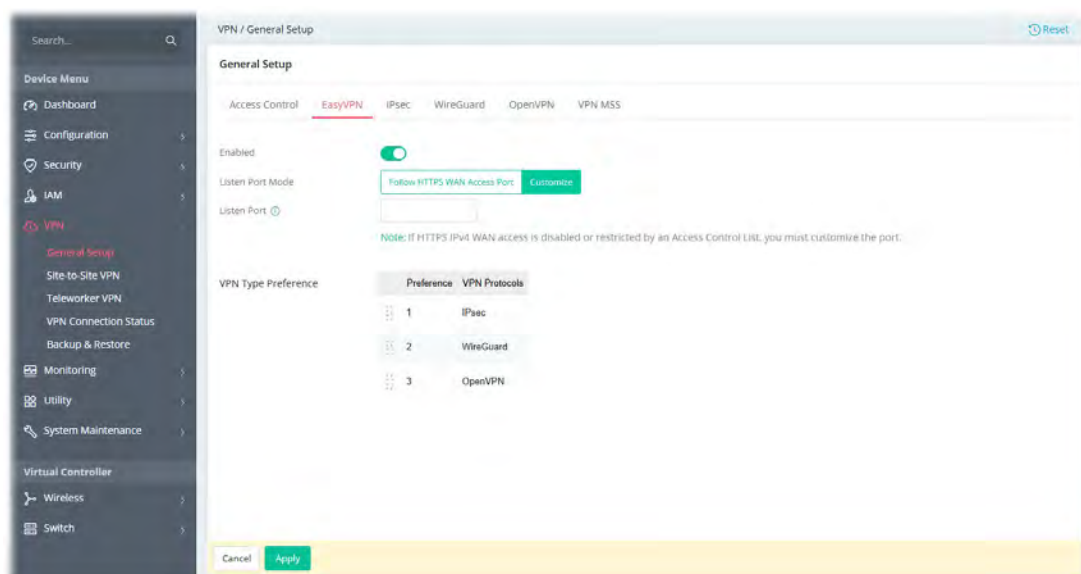 Search...
Device Menu
Dashboard
Configuration
Security
IAM
VPN
General Setup
Site-to-Site VPN
Teleworker VPN
VPN Connection Status
Backup & Restore
Monitoring
Utility
System Maintenance
Virtual Controller
Wireless
Switch
VPN / General Setup
Reset
General Setup
Access Control EasyVPN IPsec WireGuard OpenVPN VPN MSS
Enabled
Listen Port Mode Follow HTTPS WAN Access Port Customize
Listen Port
Note: If HTTPS IPv4 WAN access is disabled or restricted by an Access Control List, you must customize the port.
VPN Type Preference
Preference VPN Protocols
1 IPsec
2 WireGuard
3 OpenVPN
Cancel Apply